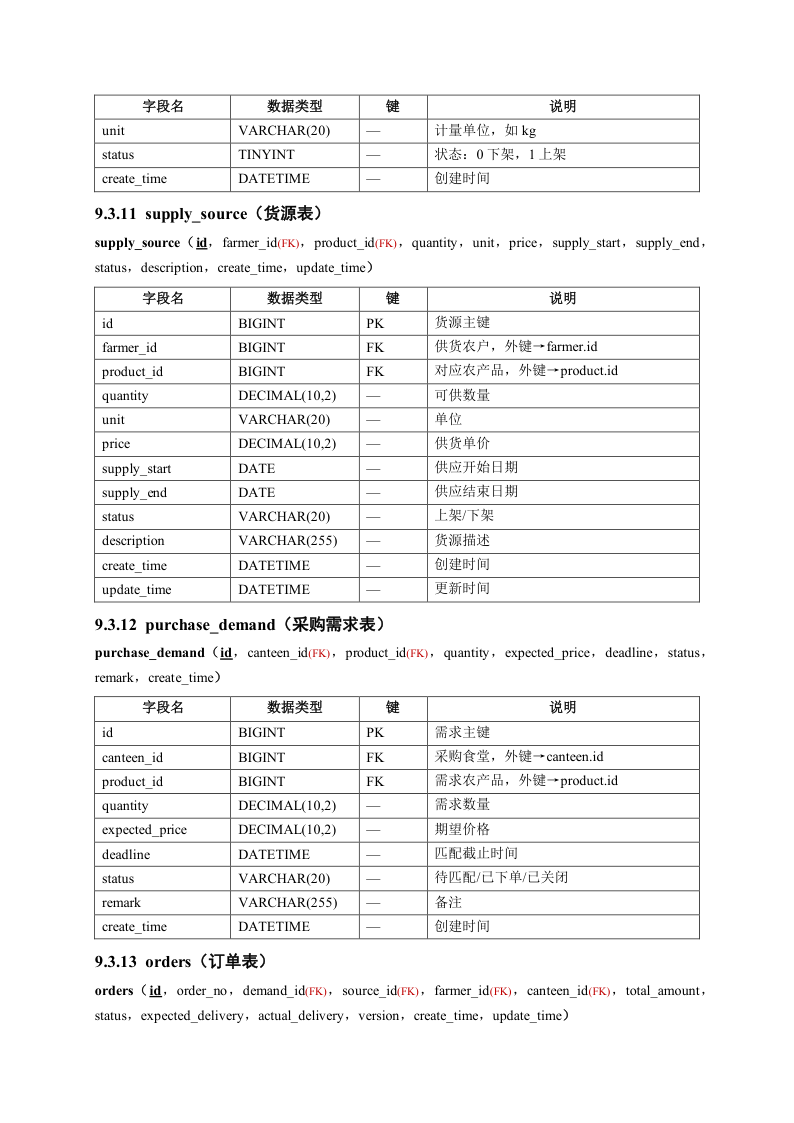 字段名 数据类型 键 说明
unit VARCHAR(20) — 计量单位，如 kg
status TINYINT — 状态：0 下架，1 上架
create_time DATETIME — 创建时间
9.3.11 supply_source（货源表）
supply_source（id，farmer_id(FK)，product_id(FK)，quantity，unit，price，supply_start，supply_end，
status，description，create_time，update_time）
字段名 数据类型 键 说明
id BIGINT PK 货源主键
farmer_id BIGINT FK 供货农户，外键→farmer.id
product_id BIGINT FK 对应农产品，外键→product.id
quantity DECIMAL(10,2) — 可供数量
unit VARCHAR(20) — 单位
price DECIMAL(10,2) — 供货单价
supply_start DATE — 供应开始日期
supply_end DATE — 供应结束日期
status VARCHAR(20) — 上架/下架
description VARCHAR(255) — 货源描述
create_time DATETIME — 创建时间
update_time DATETIME — 更新时间
9.3.12 purchase_demand（采购需求表）
purchase_demand（id，canteen_id(FK)，product_id(FK)，quantity，expected_price，deadline，status，
remark，create_time）
字段名 数据类型 键 说明
id BIGINT PK 需求主键
canteen_id BIGINT FK 采购食堂，外键→canteen.id
product_id BIGINT FK 需求农产品，外键→product.id
quantity DECIMAL(10,2) — 需求数量
expected_price DECIMAL(10,2) — 期望价格
deadline DATETIME — 匹配截止时间
status VARCHAR(20) — 待匹配/已下单/已关闭
remark VARCHAR(255) — 备注
create_time DATETIME — 创建时间
9.3.13 orders（订单表）
orders（id，order_no，demand_id(FK)，source_id(FK)，farmer_id(FK)，canteen_id(FK)，total_amount，
status，expected_delivery，actual_delivery，version，create_time，update_time）